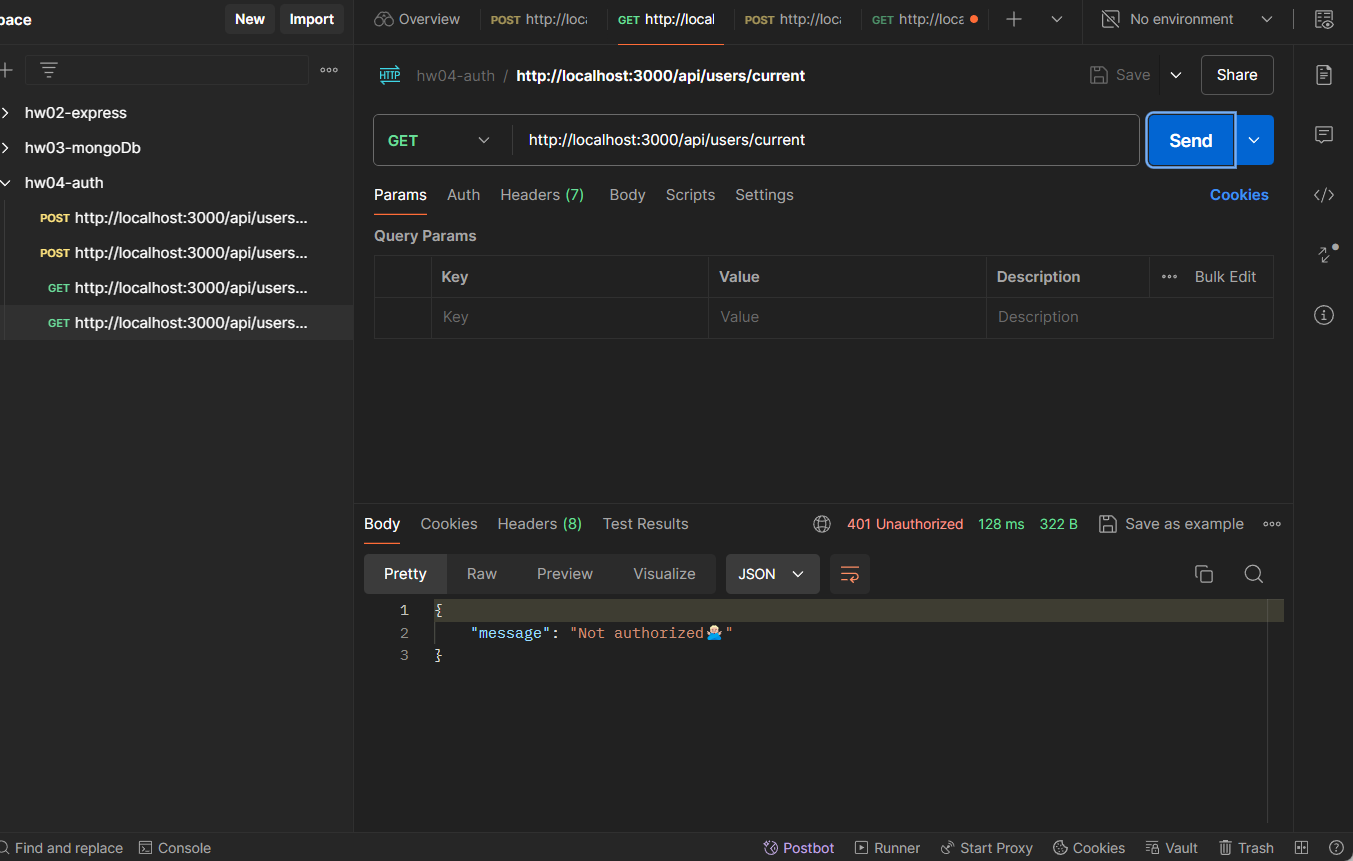 pace
New
Import
Overview
POST http://loca
GET http://local
POST http://loca
GET http://loca
No environment
hw02-express
hw03-mongoDb
hw04-auth
POST http://localhost:3000/api/users...
POST http://localhost:3000/api/users...
GET http://localhost:3000/api/users...
GET http://localhost:3000/api/users...
HTTP
hw04-auth / http://localhost:3000/api/users/current
Save
Share
GET
http://localhost:3000/api/users/current
Send
Params
Auth
Headers (7)
Body
Scripts
Settings
Cookies
Query Params
Key
Value
Description
Bulk Edit
Key
Value
Description
Body
Cookies
Headers (8)
Test Results
401 Unauthorized
128 ms
322 B
Save as example
Pretty
Raw
Preview
Visualize
JSON
1 {
2 "message": "Not authorized🙅🏼‍♂️"
3 }
Find and replace
Console
Postbot
Runner
Start Proxy
Cookies
Vault
Trash